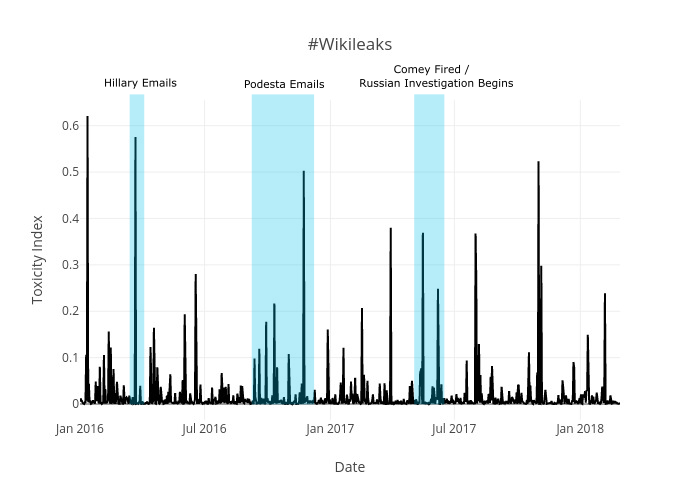 #Wikileaks
Comey Fired /
Hillary Emails
Podesta Emails
Russian Investigation Begins
0.6
0.5
0.4
0.3
0.2
0.1
0
Toxicity Index
Jan 2016
Jul 2016
Jan 2017
Jul 2017
Jan 2018
Date